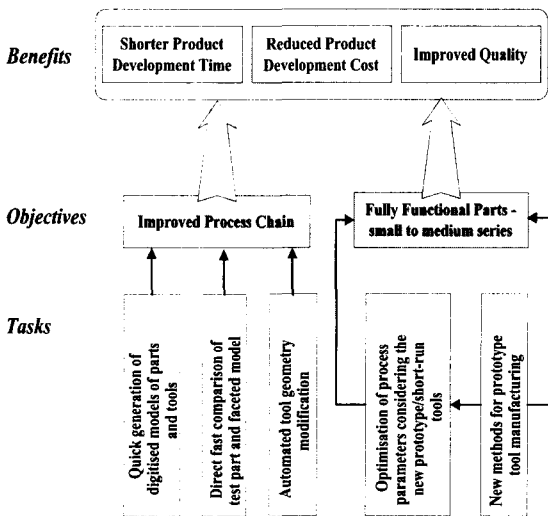 Benefits
Shorter Product
Development Time
Reduced Product
Development Cost
Improved Quality
Objectives
Improved Process Chain
Fully Functional Parts -
small to medium series
Tasks
Quick generation of
digitised models of parts
and tools
Direct fast comparison of
test part and faceted model
Automated tool geometry
modification
Optimisation of process
parameters considering the
new prototype/short-run
tools
New methods for prototype
tool manufacturing